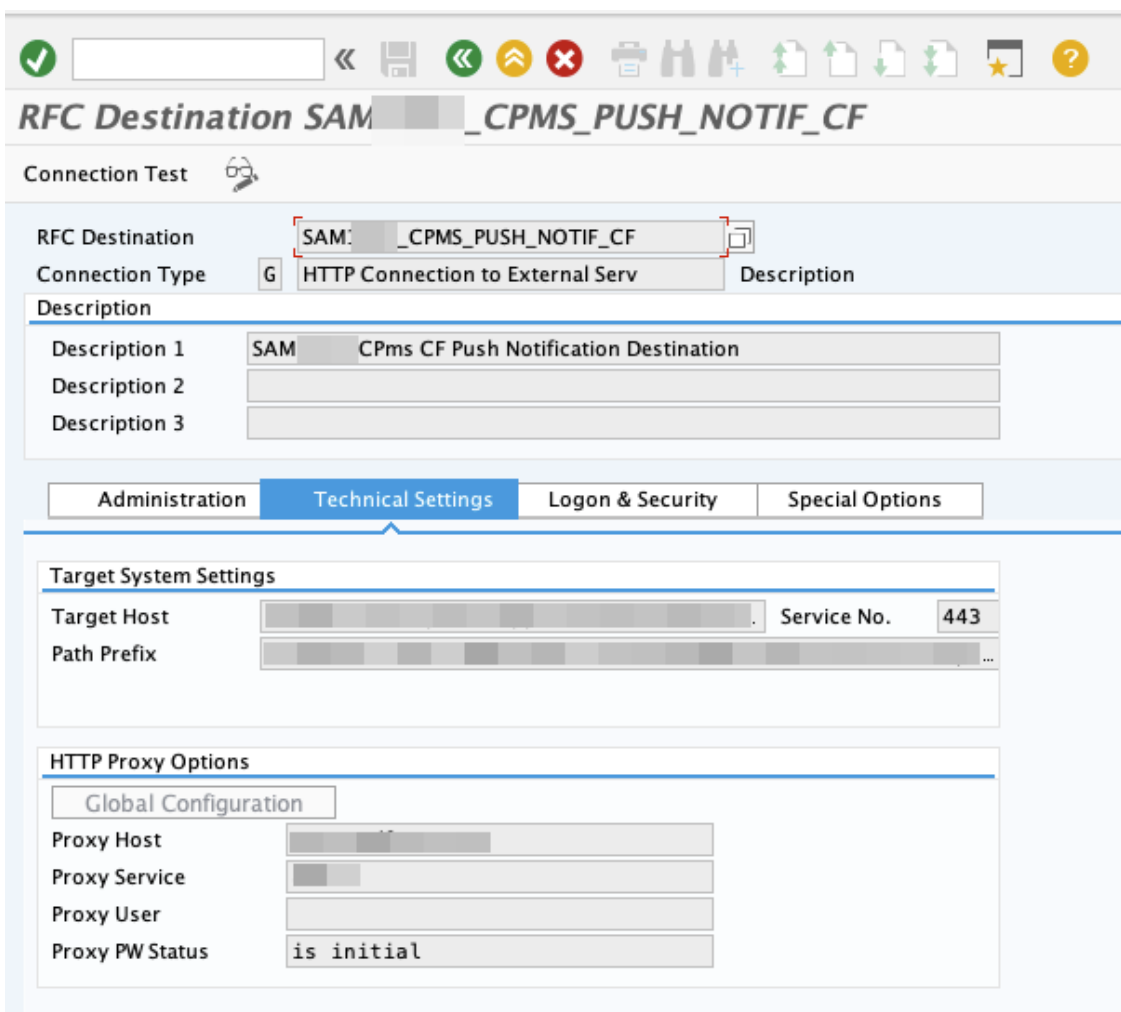 RFC Destination SAM _CPMS_PUSH_NOTIF_CF
Connection Test
RFC Destination SAM _CPMS_PUSH_NOTIF_CF
Connection Type G HTTP Connection to External Serv Description
Description
Description 1 SAM CPms CF Push Notification Destination
Description 2
Description 3
Administration Technical Settings Logon & Security Special Options
Target System Settings
Target Host . Service No. 443
Path Prefix ...
HTTP Proxy Options
Global Configuration
Proxy Host
Proxy Service
Proxy User
Proxy PW Status is initial